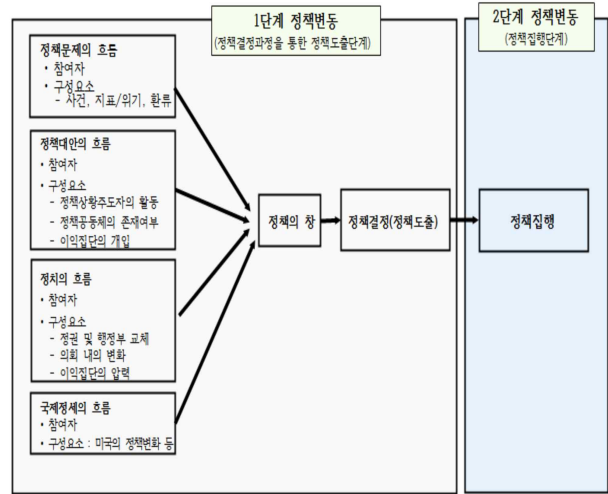 1단계 정책변동
(정책결정과정을 통한 정책도출단계)
2단계 정책변동
(정책집행단계)
정책문제의 흐름
• 참여자
• 구성요소
- 사건, 지표/위기, 환류
정책대안의 흐름
• 참여자
• 구성요소
- 정책상황주도자의 활동
- 정책공동체의 존재여부
- 이익집단의 개입
정치의 흐름
• 참여자
• 구성요소
- 정권 및 행정부 교체
- 의회 내의 변화
- 이익집단의 압력
국제정세의 흐름
• 참여자
• 구성요소 : 미국의 정책변화 등
정책의 창
정책결정(정책도출)
정책집행